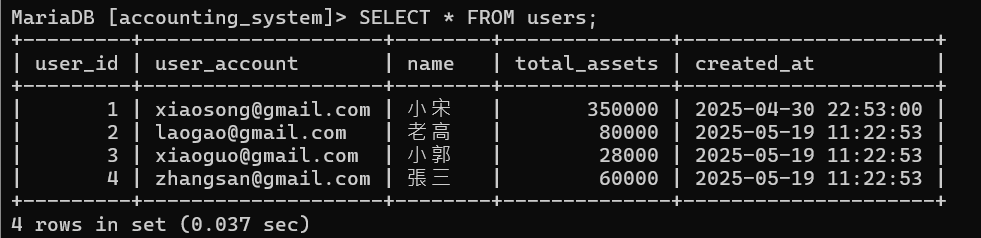 MariaDB [accounting_system]> SELECT * FROM users;
+---------+--------------------+--------+--------------+---------------------+
| user_id | user_account       | name   | total_assets | created_at          |
+---------+--------------------+--------+--------------+---------------------+
|       1 | xiaosong@gmail.com | 小宋   |       350000 | 2025-04-30 22:53:00 |
|       2 | laogao@gmail.com   | 老高   |        80000 | 2025-05-19 11:22:53 |
|       3 | xiaoguo@gmail.com  | 小郭   |        28000 | 2025-05-19 11:22:53 |
|       4 | zhangsan@gmail.com | 張三   |        60000 | 2025-05-19 11:22:53 |
+---------+--------------------+--------+--------------+---------------------+
4 rows in set (0.037 sec)